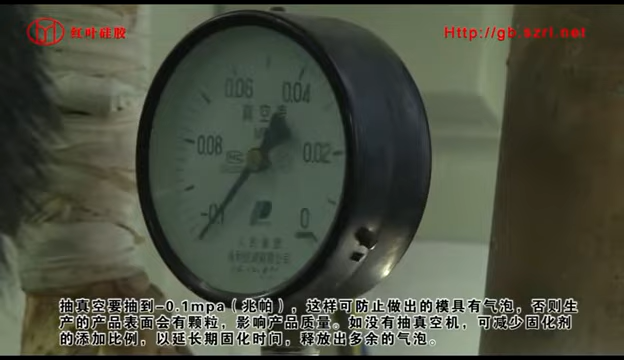 红叶硅胶
Http://gb.szrl.net
0.06
0.04
真空表
0.08
0.02
-0.1
0
抽真空要抽到-0.1mpa（兆帕），这样可防止做出的模具有气泡，否则生
产的产品表面会有颗粒，影响产品质量。如没有抽真空机，可减少固化剂
的添加比例，以延长期固化时间，释放出多余的气泡。